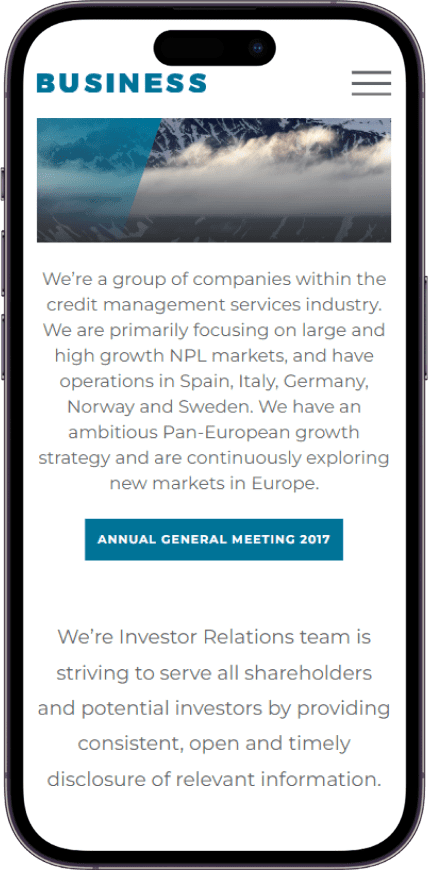 BUSINESS
We’re a group of companies within the
credit management services industry.
We are primarily focusing on large and
high growth NPL markets, and have
operations in Spain, Italy, Germany,
Norway and Sweden. We have an
ambitious Pan-European growth
strategy and are continuously exploring
new markets in Europe.
ANNUAL GENERAL MEETING 2017
We’re Investor Relations team is
striving to serve all shareholders
and potential investors by providing
consistent, open and timely
disclosure of relevant information.